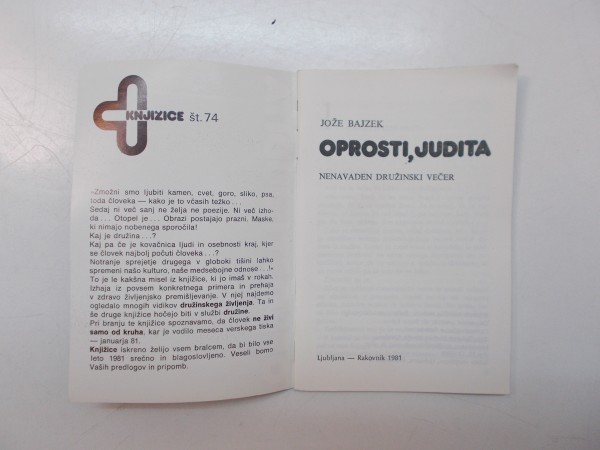 KNJIŽICE št. 74
»Zmožni smo ljubiti kamen, cvet, goro, sliko, psa,
toda človeka — kako je to včasih težko . . .
Sedaj ni več sanj ne želja ne poezije. Ni več izho-
da . . . Otopel je . . . Obrazi postajajo prazni. Maske,
ki nimajo nobenega sporočila!
Kaj je družina . . . ?
Kaj pa če je kovačnica ljudi in osebnosti kraj, kjer
se človek najbolj počuti človeka . . . ?
Notranje sprejetje drugega v globoki tišini lahko
spremeni našo kulturo, naše medsebojne odnose . . .!«
To je le kakšna misel iz knjižice, ki jo imaš v rokah.
Izhaja iz povsem konkretnega primera in prehaja
v zdravo življenjsko premišljevanje. V njej najdemo
ogledalo mnogih vidikov družinskega življenja. Ta in
še druge knjižice hočejo biti v službi družine.
Pri branju te knjižice spoznavamo, da človek ne živi
samo od kruha, kar je vodilo meseca verskega tiska
— januarja 81.
Knjižice iskreno želijo vsem bralcem, da bi bilo vse
leto 1981 srečno in blagoslovljeno. Veseli bomo
Vaših predlogov in pripomb.
JOŽE BAJZEK
OPROSTI, JUDITA
NENAVADEN DRUŽINSKI VEČER
Ljubljana — Rakovnik 1981